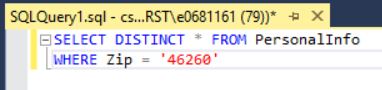 SQLQuery1.sql - cs...RST\e0681161 (79))*
SELECT DISTINCT * FROM PersonalInfo
WHERE Zip = '46260'